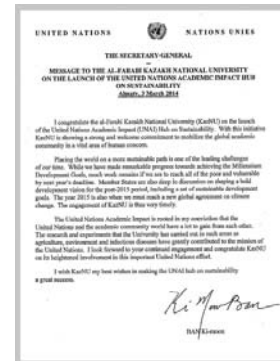 UNITED NATIONS NATIONS UNIES
THE SECRETARY-GENERAL
--
MESSAGE TO THE AL-FARABI KAZAKH NATIONAL UNIVERSITY
ON THE LAUNCH OF THE UNITED NATIONS ACADEMIC IMPACT HUB
ON SUSTAINABILITY
Almaty, 3 March 2014
I congratulate the al-Farabi Kazakh National University (KazNU) on the launch
of the United Nations Academic Impact (UNAI) Hub on Sustainability. With this initiative
KazNU is showing a strong and welcome commitment to mobilize the global academic
community in a vital area of human concern.
Placing the world on a more sustainable path is one of the leading challenges
of our time. While we have made remarkable progress towards achieving the Millennium
Development Goals, much work remains if we are to reach all of the poor and vulnerable
by next year's deadline. Member States are also deep in discussion on shaping a bold
development vision for the post-2015 period, including a set of sustainable development
goals. The year 2015 is also when we must reach a new global agreement on climate
change. The engagement of KazNU is thus very timely.
The United Nations Academic Impact is rooted in my conviction that the
United Nations and the academic community world have a lot to gain from each other.
The research and experiments that the University has carried out in such areas as
agriculture, environment and infectious diseases have greatly contributed to the mission of
the United Nations. I look forward to your continued engagement and congratulate KazNU
on its heightened involvement in this important United Nations effort.
I wish KazNU my best wishes in making the UNAI hub on sustainability
a great success.
Ki Moon Ban
BAN Ki-moon